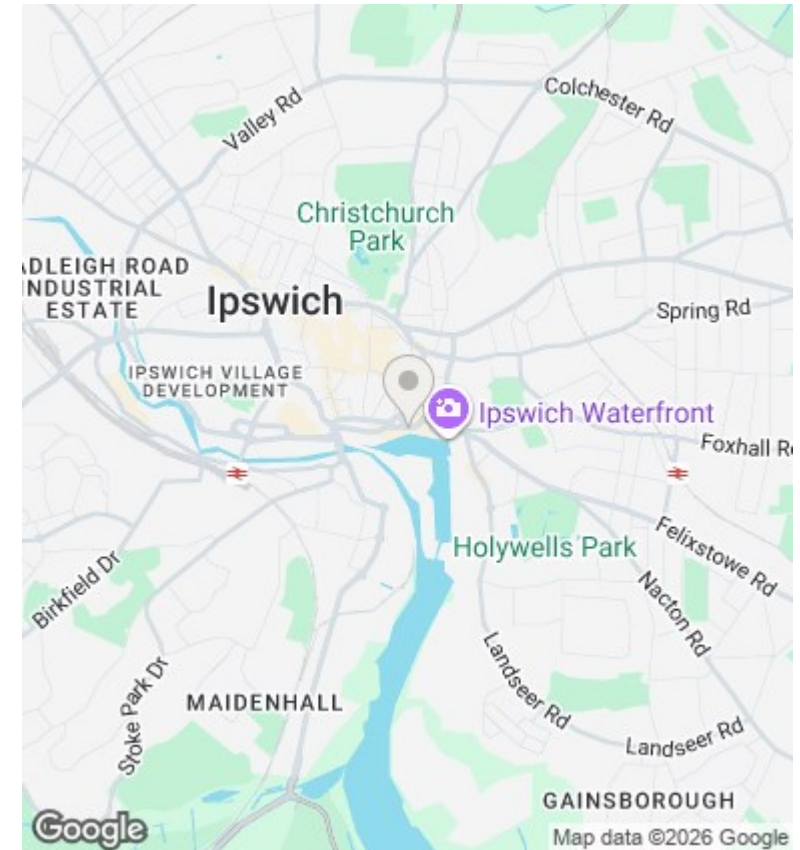 Colchester Rd
Valley Rd
Christchurch
Park
ADLEIGH ROAD
INDUSTRIAL
ESTATE
Ipswich
Spring Rd
IPSWICH VILLAGE
DEVELOPMENT
Ipswich Waterfront
Foxhall R
Felixstowe Rd
Holywells Park
Birkfield Dr
Nacton Rd
Stoke Park Dr
Landseer Rd
MAIDENHALL
Landseer Rd
GAINSBOROUGH
Google
Map data ©2026 Google